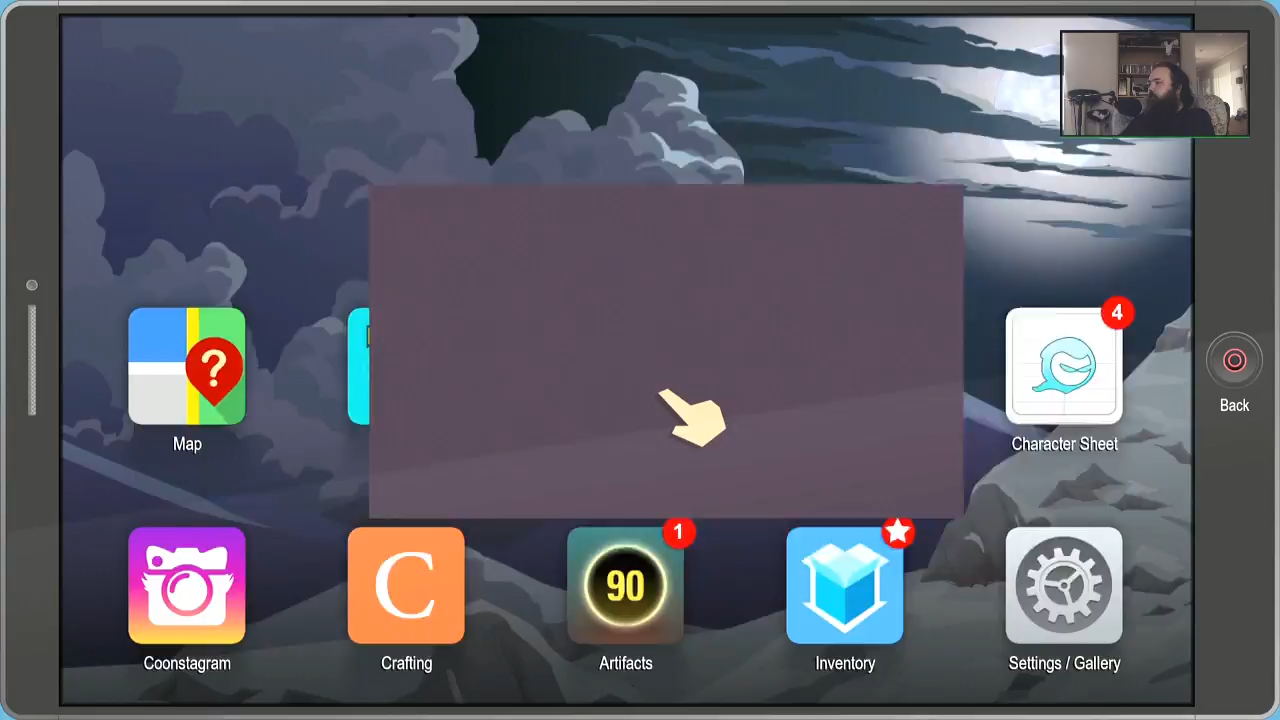 ?
4
Map
Character Sheet
Back
C
90
1
Coonstagram
Crafting
Artifacts
Inventory
Settings / Gallery